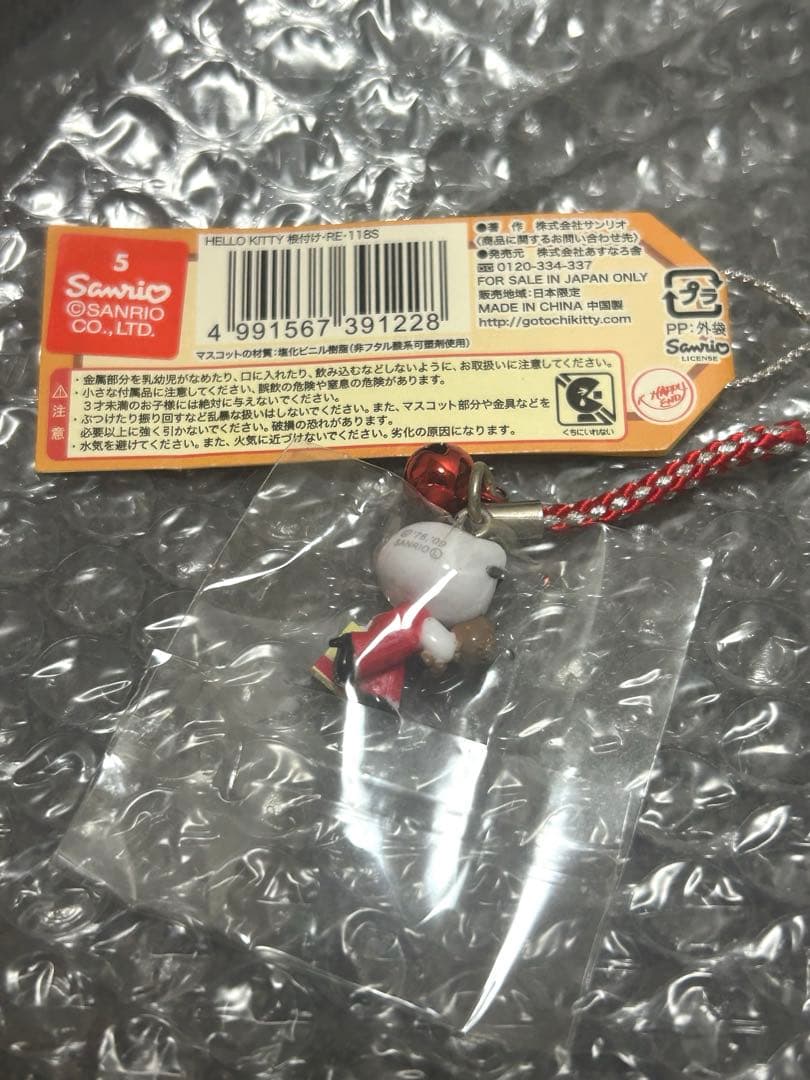 5
Sanrio
©SANRIO
CO.,LTD.
HELLO KITTY 根付け・RE・118S
4 991567 391228
マスコットの材質:塩化ビニル樹脂(非フタル酸系可塑剤使用)
●著 作 株式会社サンリオ
〈商品に関するお問い合わせ先〉
●発売元 株式会社あすなろ舎
0120-334-337
FOR SALE IN JAPAN ONLY
販売地域:日本限定
MADE IN CHINA 中国製
http://gotochikitty.com
プラ
PP:外袋
Sanrio
LICENSE
HAPPY
END
注意
・金属部分を乳幼児がなめたり、口に入れたり、飲み込むなどしないように、お取扱いに注意してください。
・小さな付属品に注意してください、誤飲の危険や窒息の危険があります。
3才未満のお子様には絶対に与えないでください。
・ぶつけたり振り回すなど乱暴な扱いはしないでください。また、マスコット部分や金具などを
必要以上に強く引かないでください。破損の恐れがあります。
・水気を避けてください。また、火気に近づけないでください。劣化の原因になります。
くちにいれない
©'76,'09
SANRIO Ⓛ